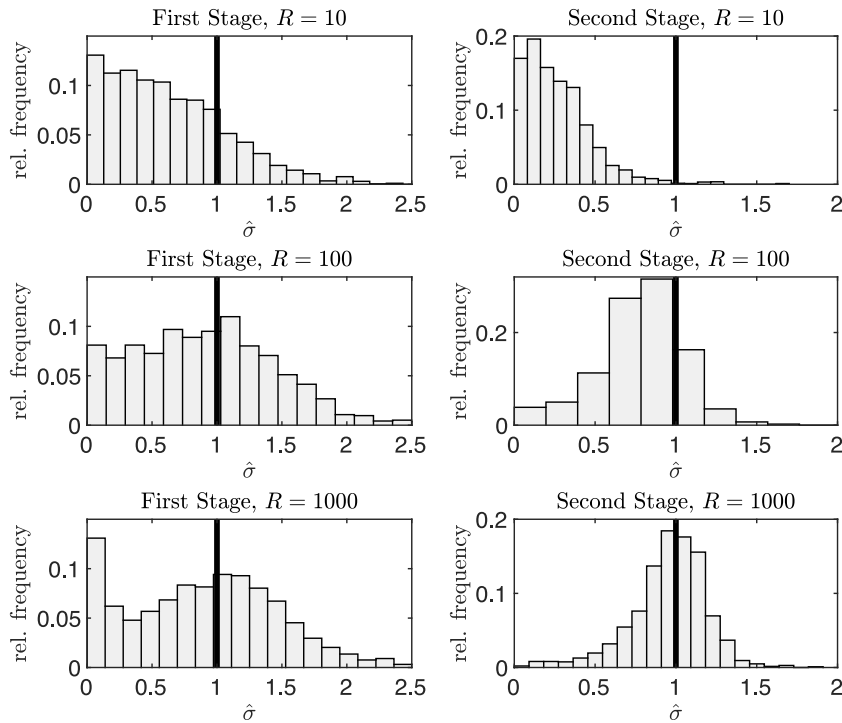 First Stage, R = 10
rel. frequency
0.1
0.05
0
0 0.5 1 1.5 2 2.5
σ̂
Second Stage, R = 10
rel. frequency
0.2
0.1
0
0 0.5 1 1.5 2
σ̂
First Stage, R = 100
rel. frequency
0.1
0.05
0
0 0.5 1 1.5 2 2.5
σ̂
Second Stage, R = 100
rel. frequency
0.2
0
0 0.5 1 1.5 2
σ̂
First Stage, R = 1000
rel. frequency
0.1
0.05
0
0 0.5 1 1.5 2 2.5
σ̂
Second Stage, R = 1000
rel. frequency
0.2
0.1
0
0 0.5 1 1.5 2
σ̂